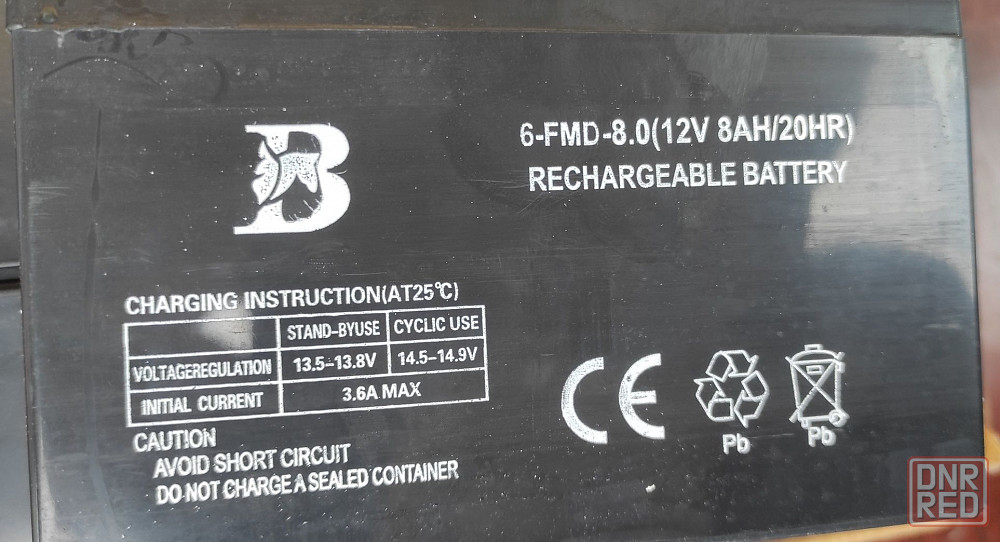 B
6-FMD-8.0(12V 8AH/20HR)
RECHARGEABLE BATTERY
CHARGING INSTRUCTION(AT25℃)
STAND-BYUSE CYCLIC USE
VOLTAGEREGULATION 13.5-13.8V 14.5-14.9V
INITIAL CURRENT 3.6A MAX
CAUTION
AVOID SHORT CIRCUIT
DO NOT CHARGE A SEALED CONTAINER
CE
Pb Pb
DNR
RED